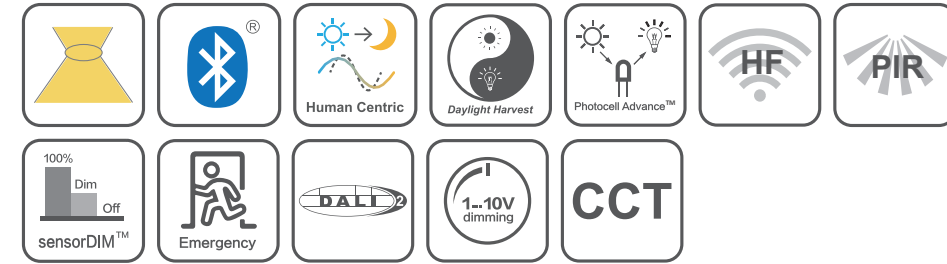 ®
Human Centric
Daylight Harvest
Photocell Advance™
HF
PIR
100%
Dim
Off
sensorDIM™
Emergency
DALI 2
1...10V
dimming
CCT